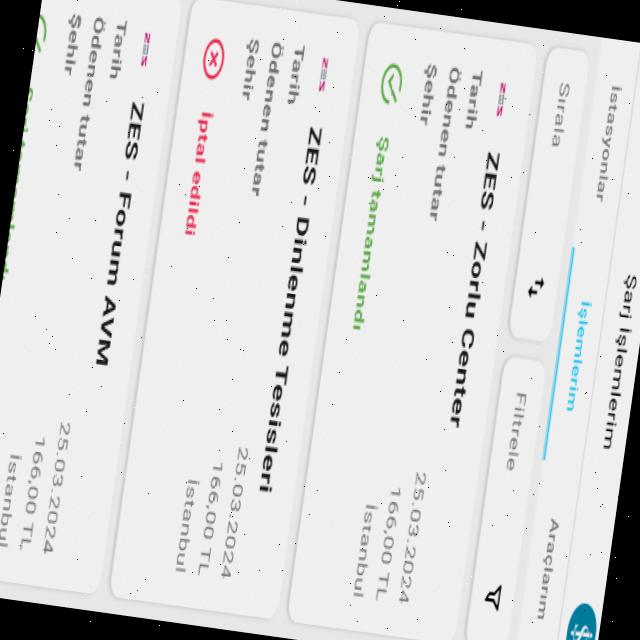 Şarj İşlemlerim
İstasyonlar
İşlemlerim
Araçlarım
Sırala
Filtrele
ZES
ZES - Zorlu Center
Tarih
25.03.2024
Ödenen tutar
166,00 TL
Şehir
İstanbul
Şarj tamamlandı
ZES
ZES - Dinlenme Tesisleri
Tarih
25.03.2024
Ödenen tutar
166,00 TL
Şehir
İstanbul
İptal edildi
ZES
ZES - Forum AVM
Tarih
25.03.2024
Ödenen tutar
166,00 TL
Şehir
İstanbul